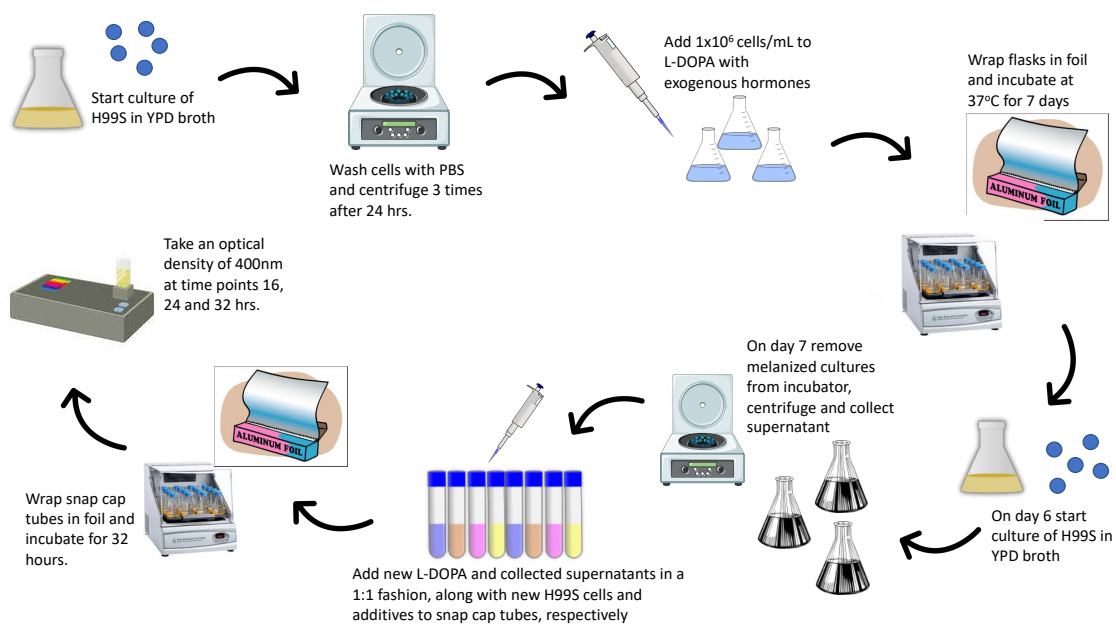 Start culture of
H99S in YPD broth
Wash cells with PBS
and centrifuge 3 times
after 24 hrs.
Add 1x10⁶ cells/mL to
L-DOPA with
exogenous hormones
Wrap flasks in foil
and incubate at
37°C for 7 days
ALUMINUM FOIL
On day 6 start
culture of H99S in
YPD broth
On day 7 remove
melanized cultures
from incubator,
centrifuge and collect
supernatant
Add new L-DOPA and collected supernatants in a
1:1 fashion, along with new H99S cells and
additives to snap cap tubes, respectively
ALUMINUM FOIL
Wrap snap cap
tubes in foil and
incubate for 32
hours.
Take an optical
density of 400nm
at time points 16,
24 and 32 hrs.